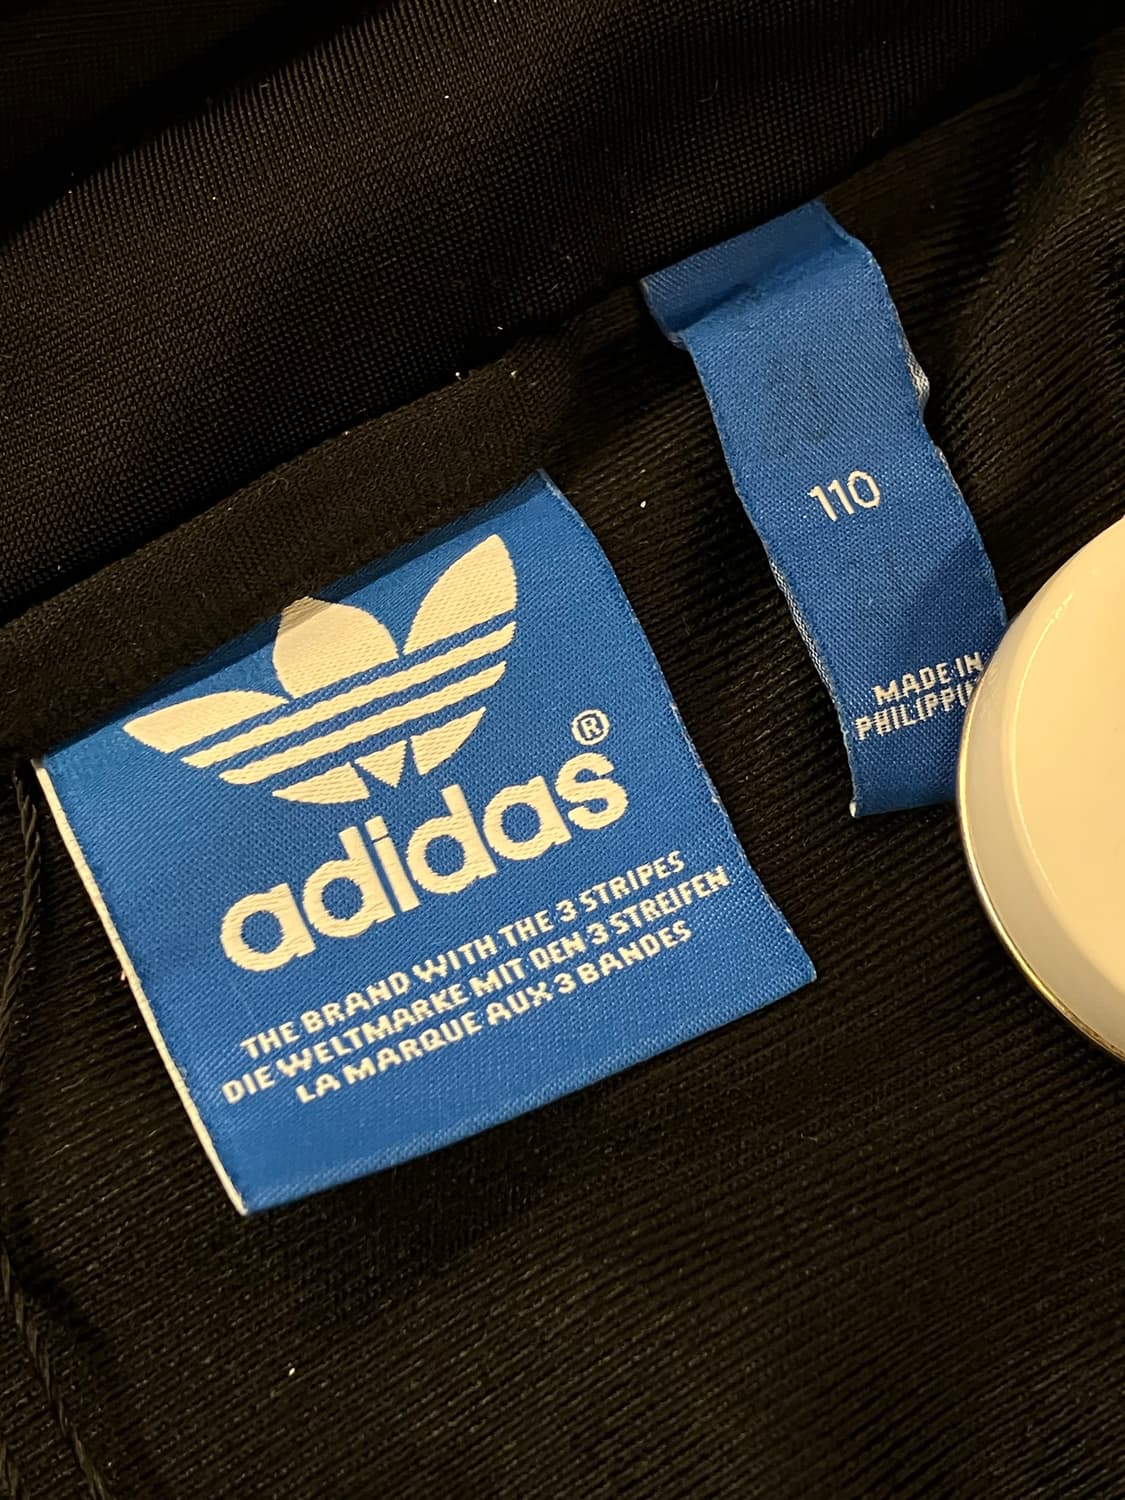 adidas®
THE BRAND WITH THE 3 STRIPES
DIE WELTMARKE MIT DEN 3 STREIFEN
LA MARQUE AUX 3 BANDES
110
MADE IN
PHILIPPI